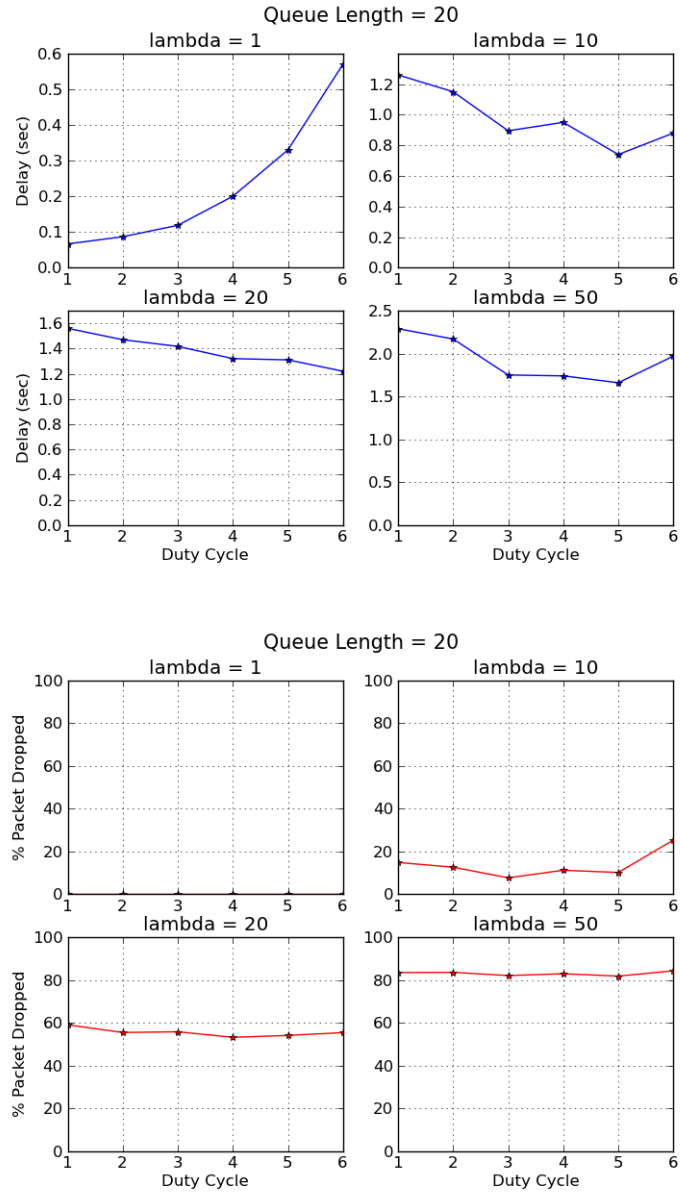 Queue Length = 20
lambda = 1
lambda = 10
Delay (sec)
0.6
0.5
0.4
0.3
0.2
0.1
0.0
1 2 3 4 5 6
1.2
1.0
0.8
0.6
0.4
0.2
0.0
1 2 3 4 5 6
lambda = 20
lambda = 50
Delay (sec)
1.6
1.4
1.2
1.0
0.8
0.6
0.4
0.2
0.0
1 2 3 4 5 6
Duty Cycle
2.5
2.0
1.5
1.0
0.5
0.0
1 2 3 4 5 6
Duty Cycle
Queue Length = 20
lambda = 1
lambda = 10
% Packet Dropped
100
80
60
40
20
0
1 2 3 4 5 6
100
80
60
40
20
0
1 2 3 4 5 6
lambda = 20
lambda = 50
% Packet Dropped
100
80
60
40
20
0
1 2 3 4 5 6
Duty Cycle
100
80
60
40
20
0
1 2 3 4 5 6
Duty Cycle